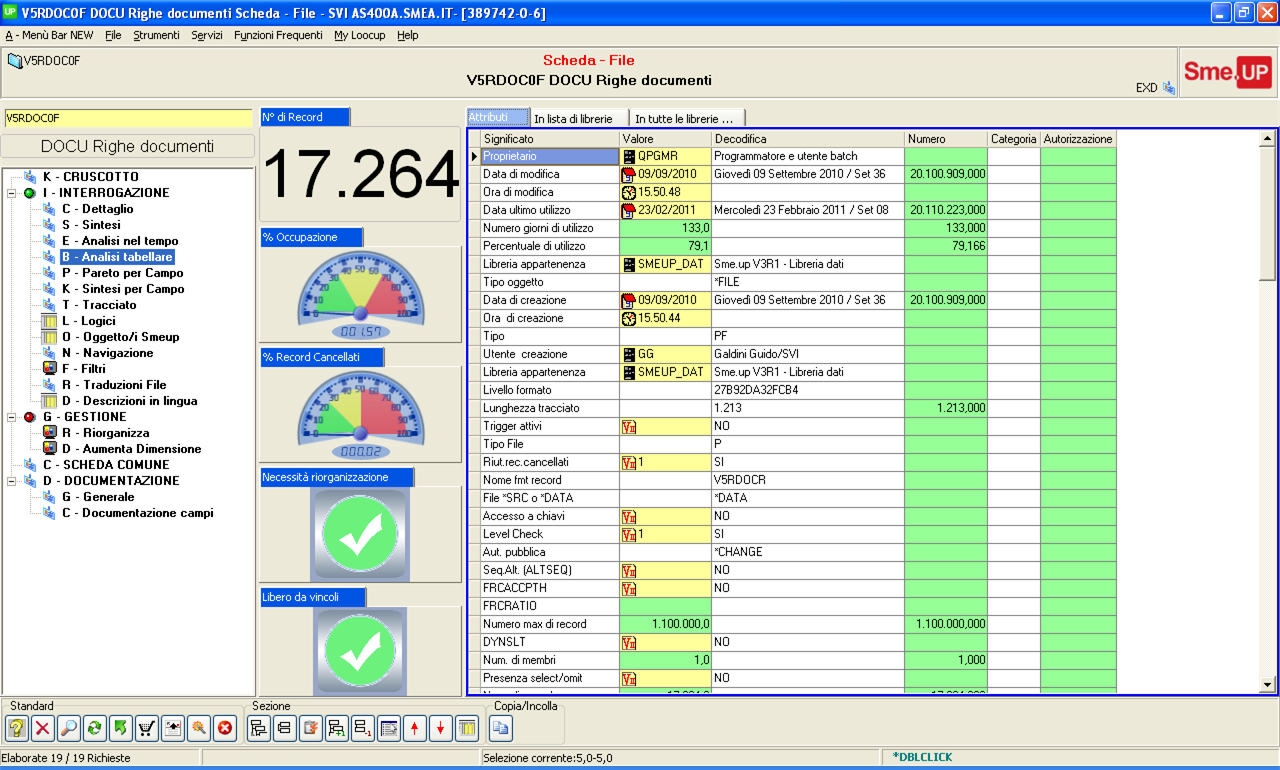 V5RDOC0F DOCU Righe documenti Scheda - File - SVI AS400A.SMEA.IT- [389742-0-6]
A - Menù Bar NEW File Strumenti Servizi Funzioni Frequenti My Loocup Help
V5RDOC0F
Scheda - File
V5RDOC0F DOCU Righe documenti
EXD
Sme.UP
V5RDOC0F
DOCU Righe documenti
K - CRUSCOTTO
I - INTERROGAZIONE
C - Dettaglio
S - Sintesi
E - Analisi nel tempo
B - Analisi tabellare
P - Pareto per Campo
K - Sintesi per Campo
T - Tracciato
L - Logici
O - Oggetto/i Smeup
N - Navigazione
F - Filtri
R - Traduzioni File
D - Descrizioni in lingua
G - GESTIONE
R - Riorganizza
D - Aumenta Dimensione
C - SCHEDA COMUNE
D - DOCUMENTAZIONE
G - Generale
C - Documentazione campi
N° di Record
17.264
% Occupazione
001.57
% Record Cancellati
000.02
Necessità riorganizzazione
Libero da vincoli
Attributi In lista di librerie In tutte le librerie ...
Significato Valore Decodifica Numero Categoria Autorizzazione
Proprietario QPGMR Programmatore e utente batch
Data di modifica 09/09/2010 Giovedì 09 Settembre 2010 / Set 36 20.100.909,000
Ora di modifica 15.50.48
Data ultimo utilizzo 23/02/2011 Mercoledì 23 Febbraio 2011 / Set 08 20.110.223,000
Numero giorni di utilizzo 133,0 133,000
Percentuale di utilizzo 79,1 79,166
Libreria appartenenza SMEUP_DAT Sme.up V3R1 - Libreria dati
Tipo oggetto *FILE
Data di creazione 09/09/2010 Giovedì 09 Settembre 2010 / Set 36 20.100.909,000
Ora di creazione 15.50.44
Tipo PF
Utente creazione GG Galdini Guido/SVI
Libreria appartenenza SMEUP_DAT Sme.up V3R1 - Libreria dati
Livello formato 27B92DA32FCB4
Lunghezza tracciato 1.213 1.213,000
Trigger attivi NO
Tipo File P
Riut.rec.cancellati 1 SI
Nome fmt record V5RDOCR
File *SRC o *DATA *DATA
Accesso a chiavi NO
Level Check 1 SI
Aut. pubblica *CHANGE
Seq.Alt. (ALTSEQ) NO
FRCACCPTH NO
FRCRATIO
Numero max di record 1.100.000,0 1.100.000,000
DYNSLT NO
Num. di membri 1,0 1,000
Presenza select/omit NO
Standard Sezione Copia/Incolla
Elaborate 19 / 19 Richieste Selezione corrente:5,0-5,0 *DBLCLICK